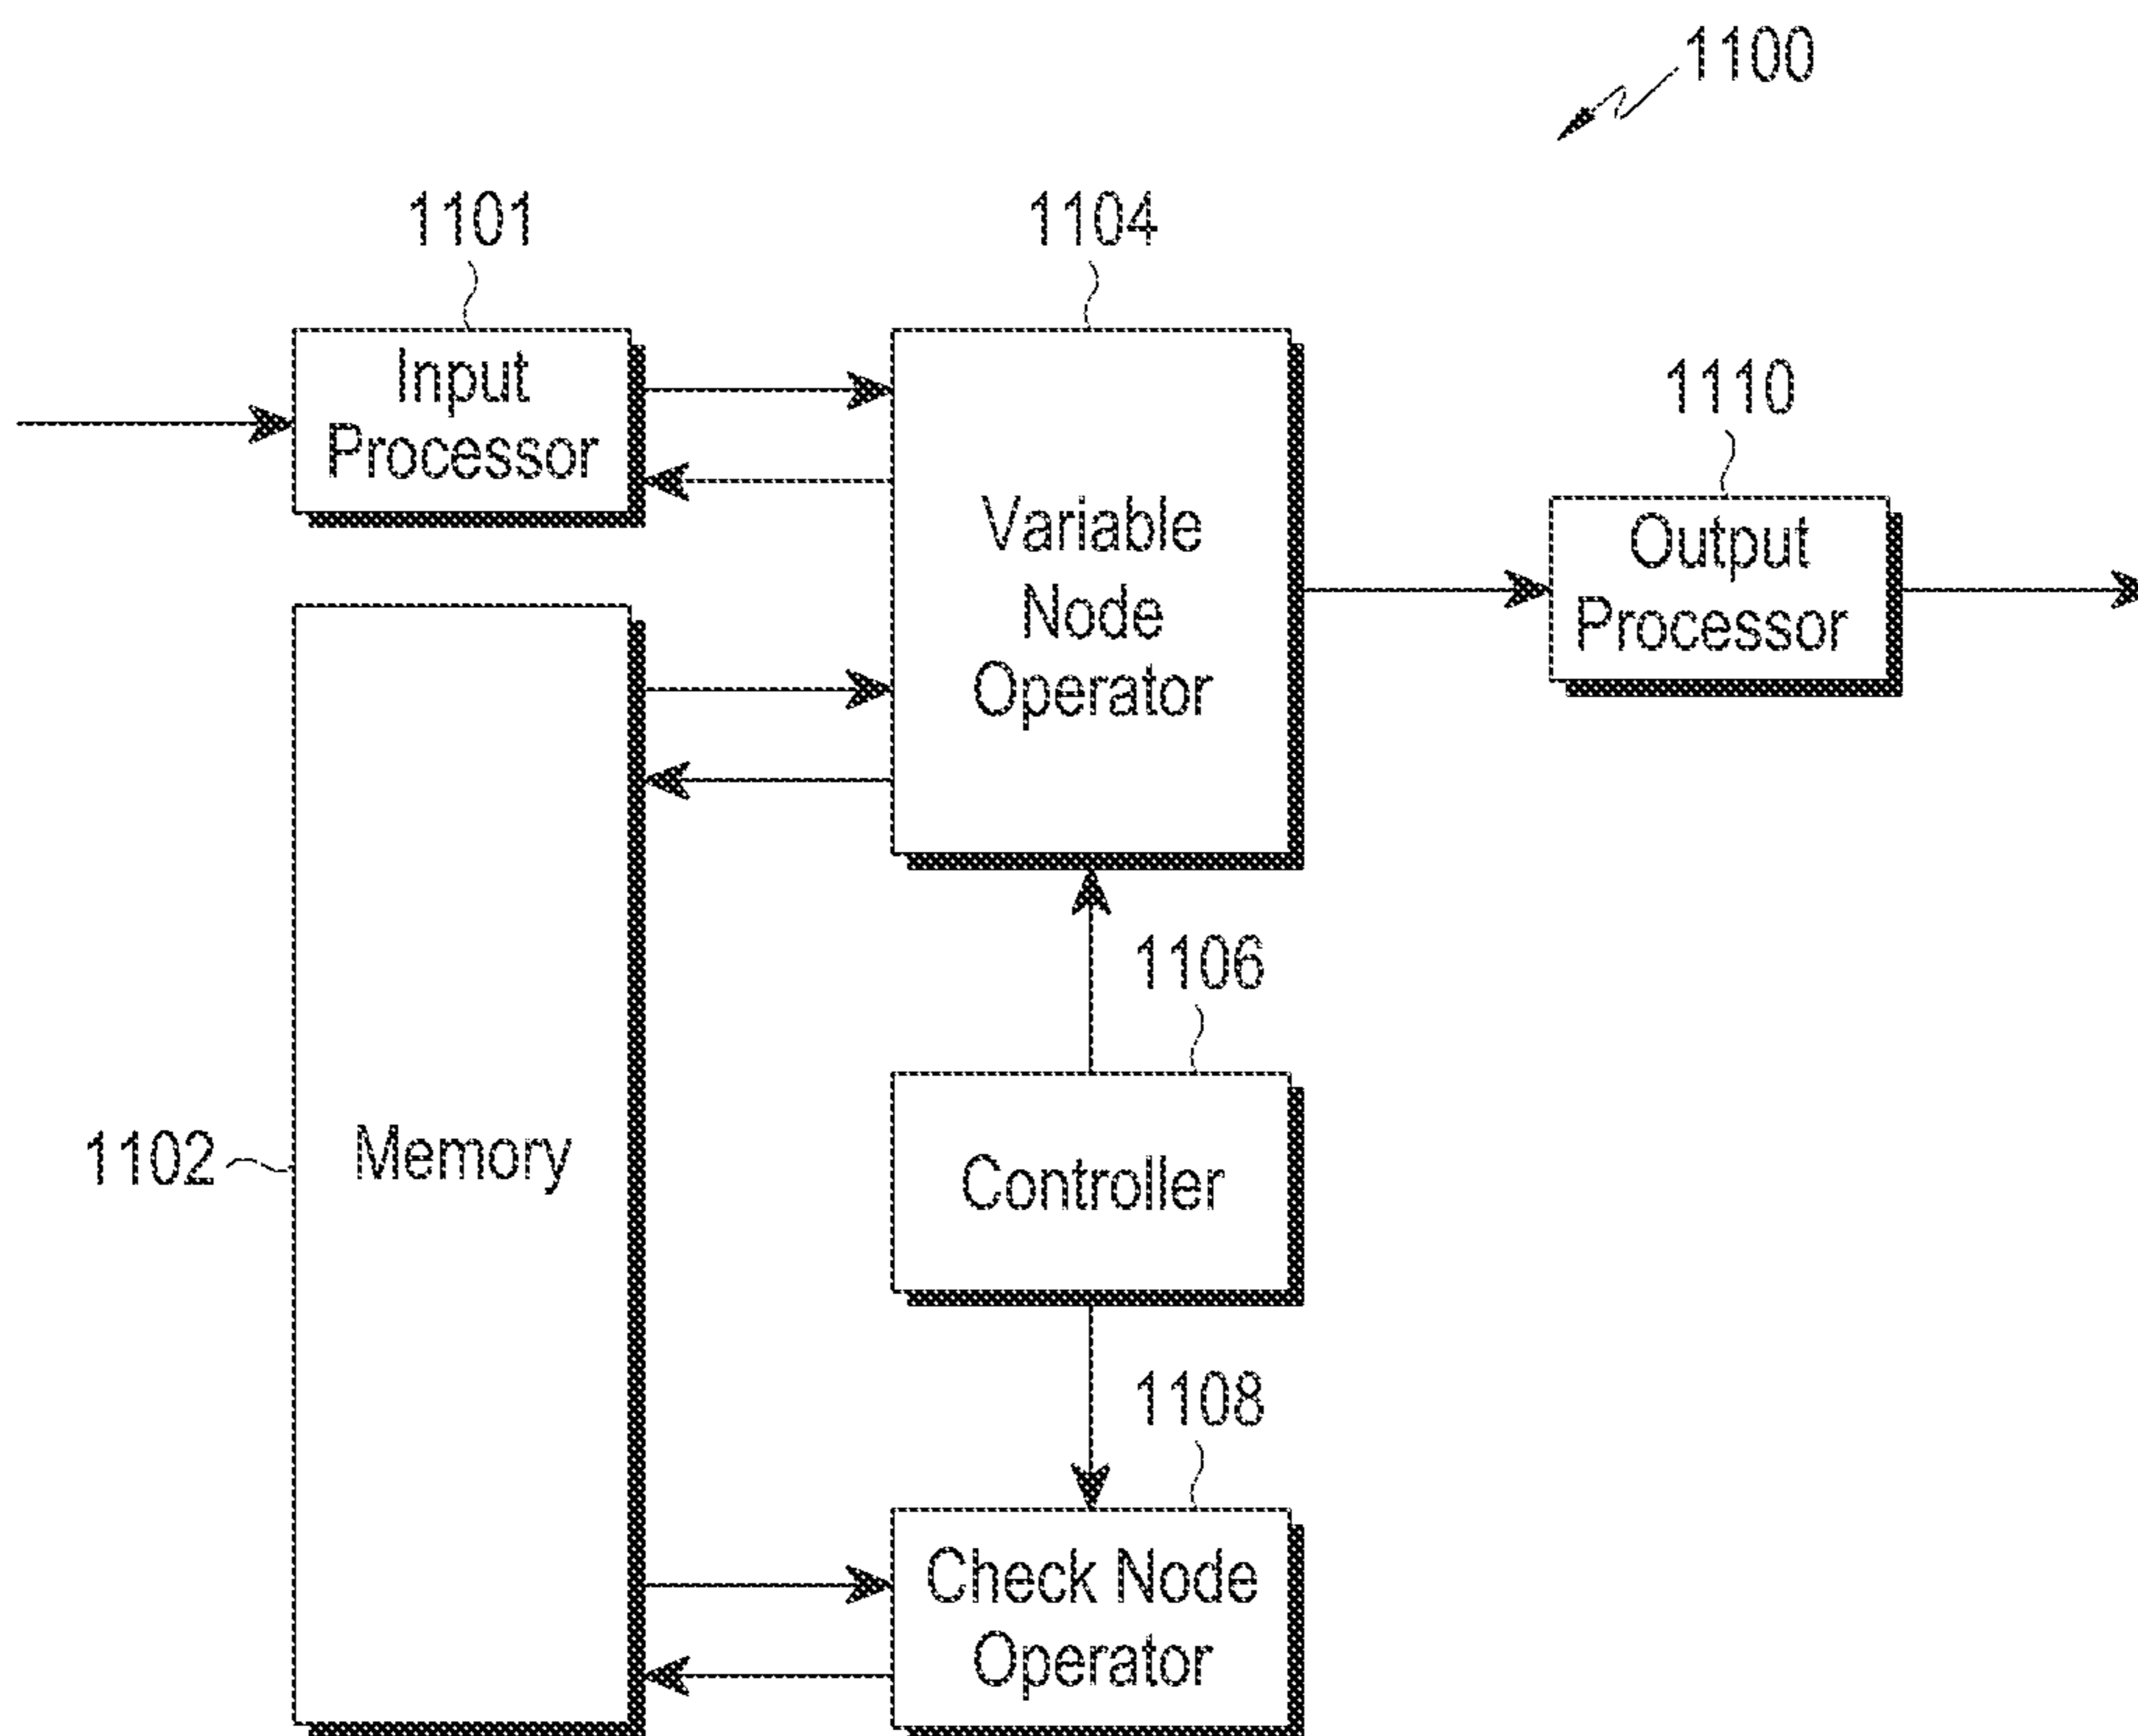 1100
1101
1104
Input
Processor
1110
Variable
Node
Operator
Output
Processor
1106
1102
Memory
Controller
1108
Check Node
Operator